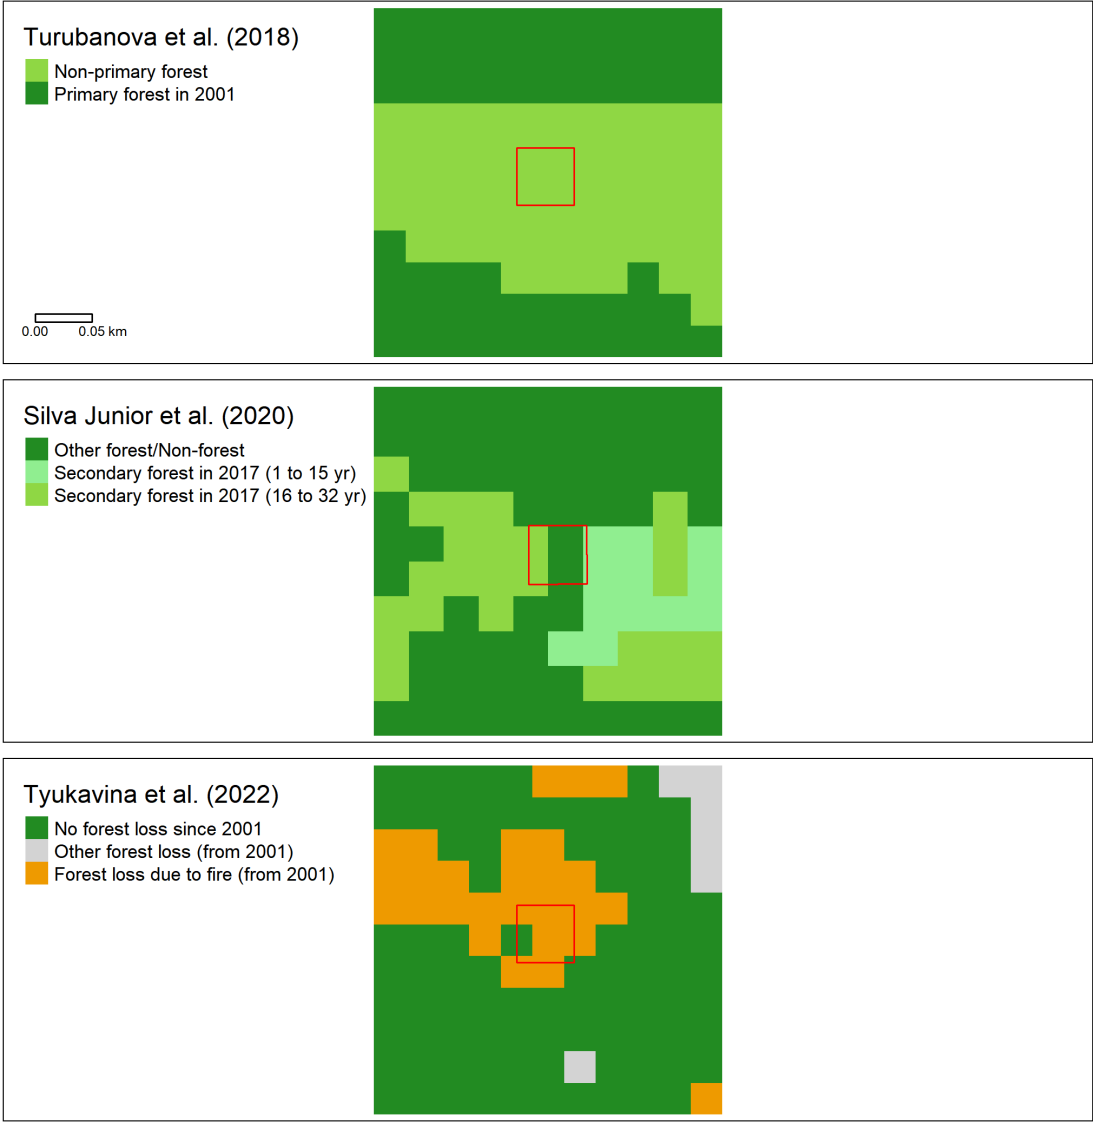 Turubanova et al. (2018)
Non-primary forest
Primary forest in 2001
0.00 0.05 km
Silva Junior et al. (2020)
Other forest/Non-forest
Secondary forest in 2017 (1 to 15 yr)
Secondary forest in 2017 (16 to 32 yr)
Tyukavina et al. (2022)
No forest loss since 2001
Other forest loss (from 2001)
Forest loss due to fire (from 2001)